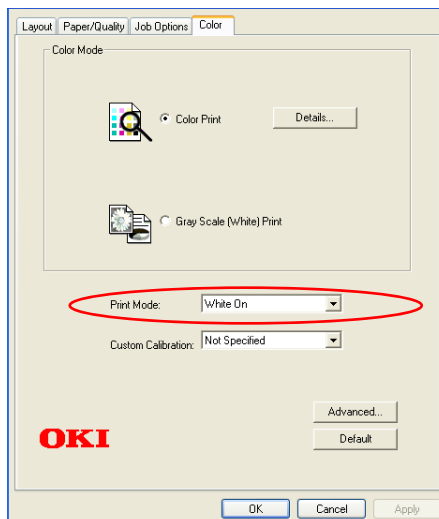 Layout Paper/Quality Job Options Color
Color Mode
Color Print Details...
Gray Scale (White) Print
Print Mode: White On
Custom Calibration: Not Specified
Advanced...
OKI Default
OK Cancel Apply